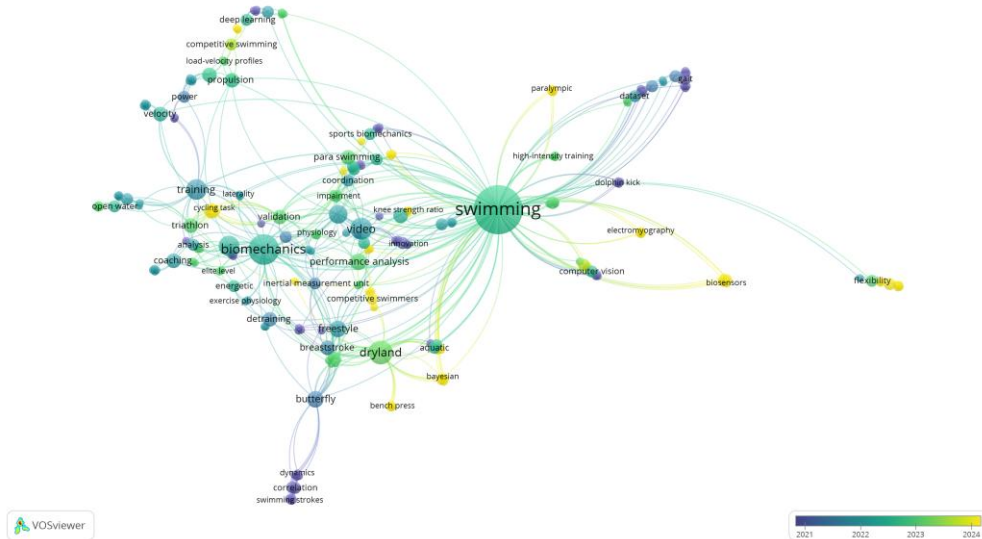 deep learning
competitive swimming
load-velocity profiles
propulsion
power
velocity
paralympic
gait
dataset
sports biomechanics
para swimming
high-intensity training
coordination
dolphin kick
training
laterality
impairment
open water
cycling task
validation
knee strength ratio
swimming
triathlon
physiology
video
electromyography
analysis
biomechanics
innovation
coaching
elite level
performance analysis
computer vision
energetic
inertial measurement unit
biosensors
flexibility
exercise physiology
competitive swimmers
detraining
freestyle
breaststroke
dryland
aquatic
bayesian
butterfly
bench press
dynamics
correlation
swimming strokes
VOSviewer
2021 2022 2023 2024